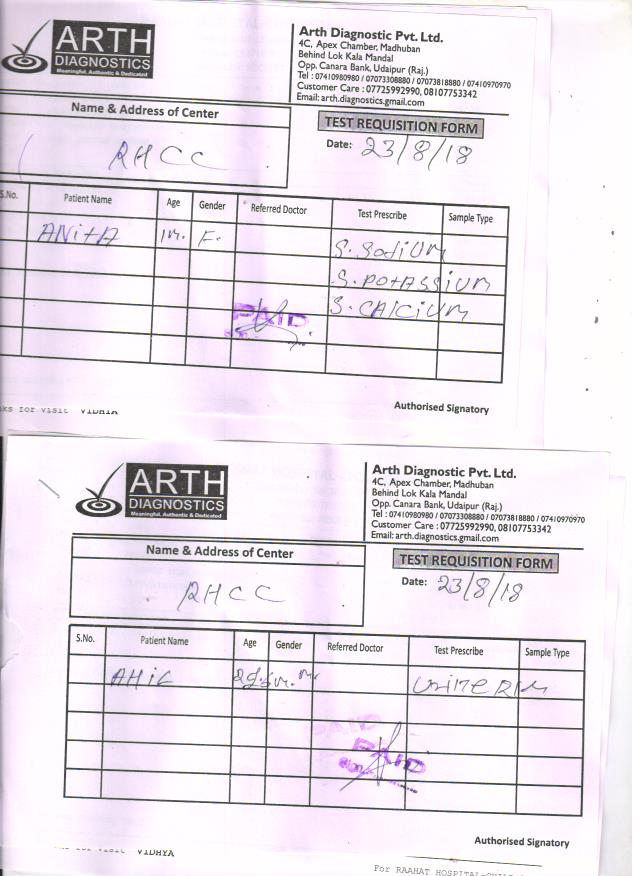 ARTH
DIAGNOSTICS
Meaningful, Authentic & Dedicated
Arth Diagnostic Pvt. Ltd.
4C, Apex Chamber, Madhuban
Behind Lok Kala Mandal
Opp. Canara Bank, Udaipur (Raj.)
Tel : 07410980980 / 07073308880 / 07073818880 / 07410970970
Customer Care : 07725992990, 08107753342
Email: arth.diagnostics.gmail.com
Name & Address of Center
RHCC
TEST REQUISITION FORM
Date: 23/8/18
S.No. Patient Name Age Gender Referred Doctor Test Prescribe Sample Type
ANitA 1M. F. S. SodiUM
S. POTASSIUM
S. CAlCiUM
PAID
Authorised Signatory
ks for visit VIDHYA
ARTH
DIAGNOSTICS
Meaningful, Authentic & Dedicated
Arth Diagnostic Pvt. Ltd.
4C, Apex Chamber, Madhuban
Behind Lok Kala Mandal
Opp. Canara Bank, Udaipur (Raj.)
Tel : 07410980980 / 07073308880 / 07073818880 / 07410970970
Customer Care : 07725992990, 08107753342
Email: arth.diagnostics.gmail.com
Name & Address of Center
RHCC
TEST REQUISITION FORM
Date: 23/8/18
S.No. Patient Name Age Gender Referred Doctor Test Prescribe Sample Type
PAID
PAID
Authorised Signatory
for visit VIDHYA
For RAAHAT HOSPITAL